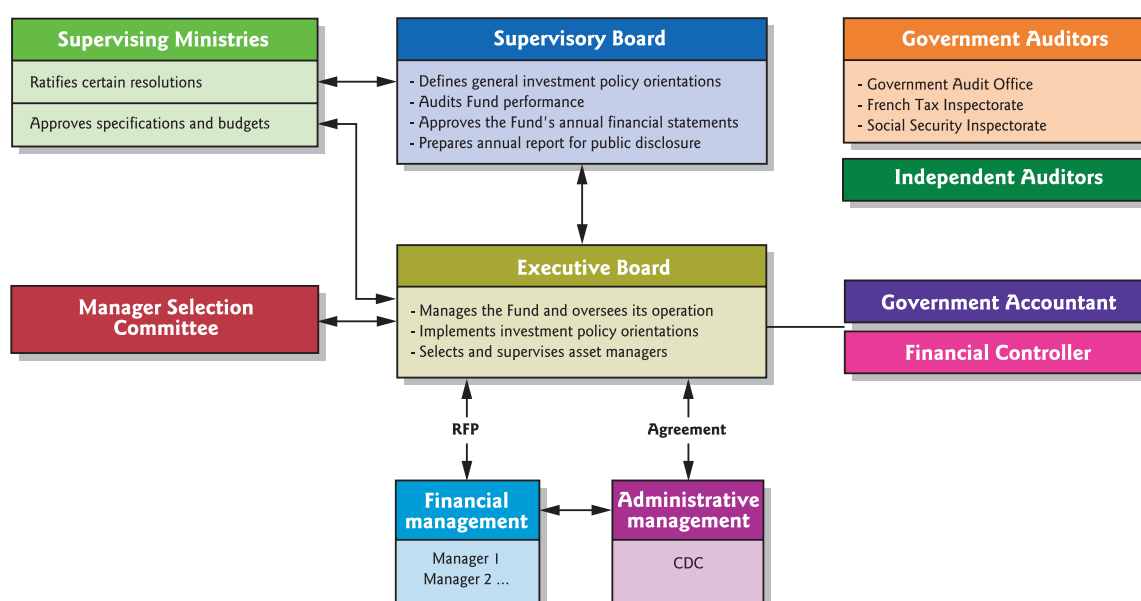 Supervising Ministries
Ratifies certain resolutions
Approves specifications and budgets
Supervisory Board
- Defines general investment policy orientations
- Audits Fund performance
- Approves the Fund's annual financial statements
- Prepares annual report for public disclosure
Government Auditors
- Government Audit Office
- French Tax Inspectorate
- Social Security Inspectorate
Independent Auditors
Manager Selection
Committee
Executive Board
- Manages the Fund and oversees its operation
- Implements investment policy orientations
- Selects and supervises asset managers
Government Accountant
Financial Controller
RFP
Agreement
Financial
management
Manager 1
Manager 2 ...
Administrative
management
CDC